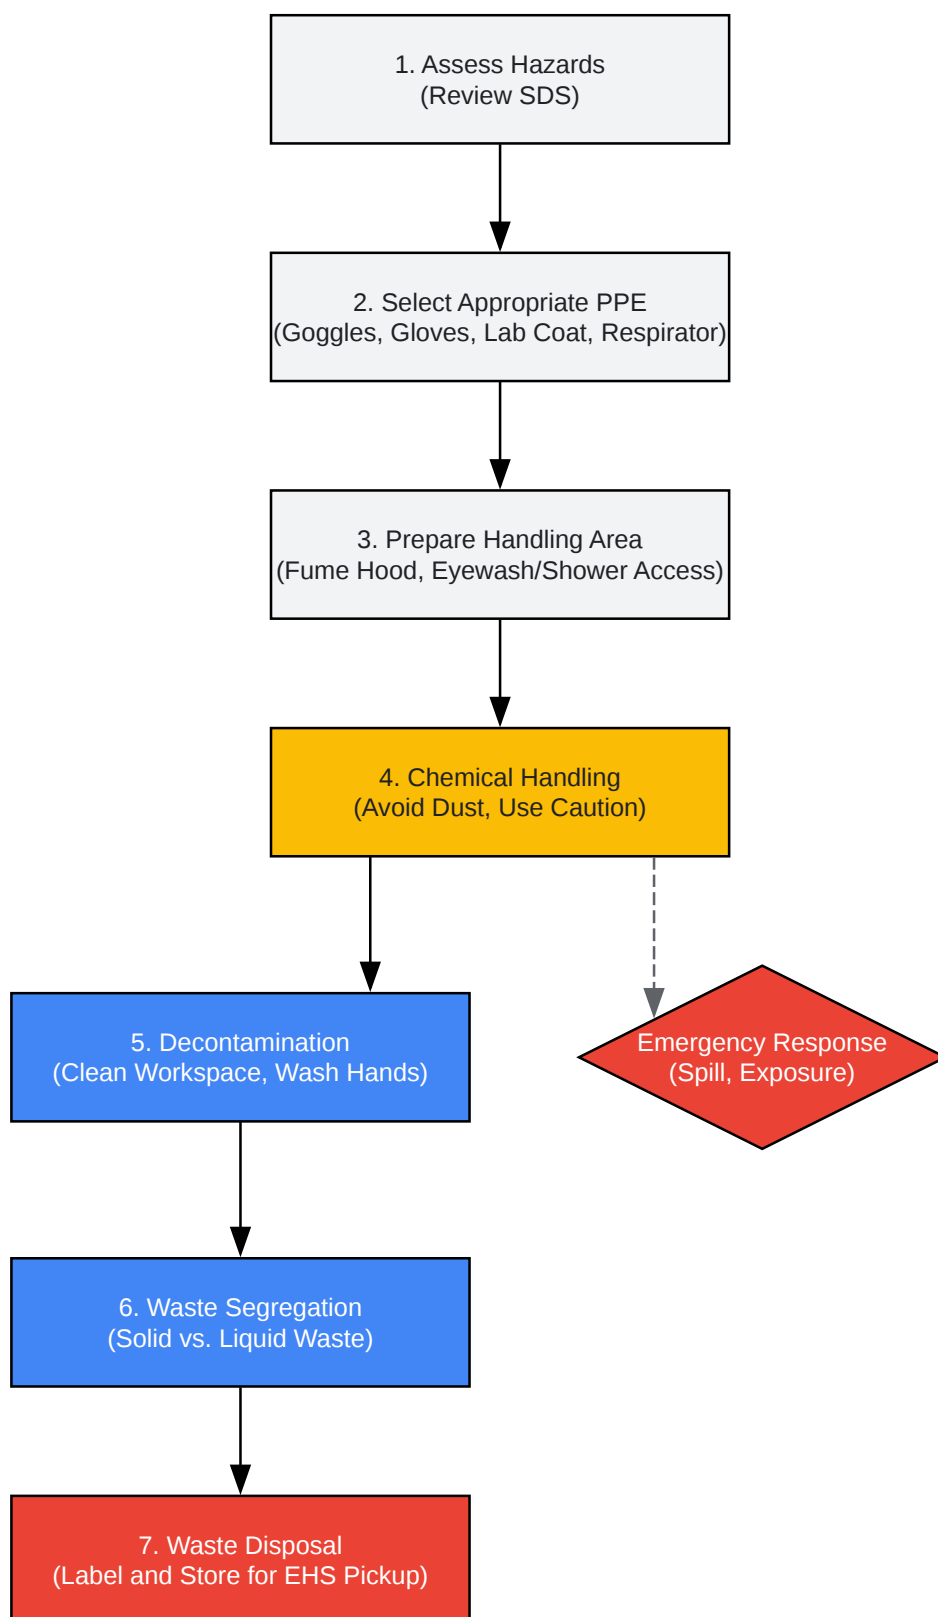 1. Assess Hazards
(Review SDS)
2. Select Appropriate PPE
(Goggles, Gloves, Lab Coat, Respirator)
3. Prepare Handling Area
(Fume Hood, Eyewash/Shower Access)
4. Chemical Handling
(Avoid Dust, Use Caution)
5. Decontamination
(Clean Workspace, Wash Hands)
Emergency Response
(Spill, Exposure)
6. Waste Segregation
(Solid vs. Liquid Waste)
7. Waste Disposal
(Label and Store for EHS Pickup)